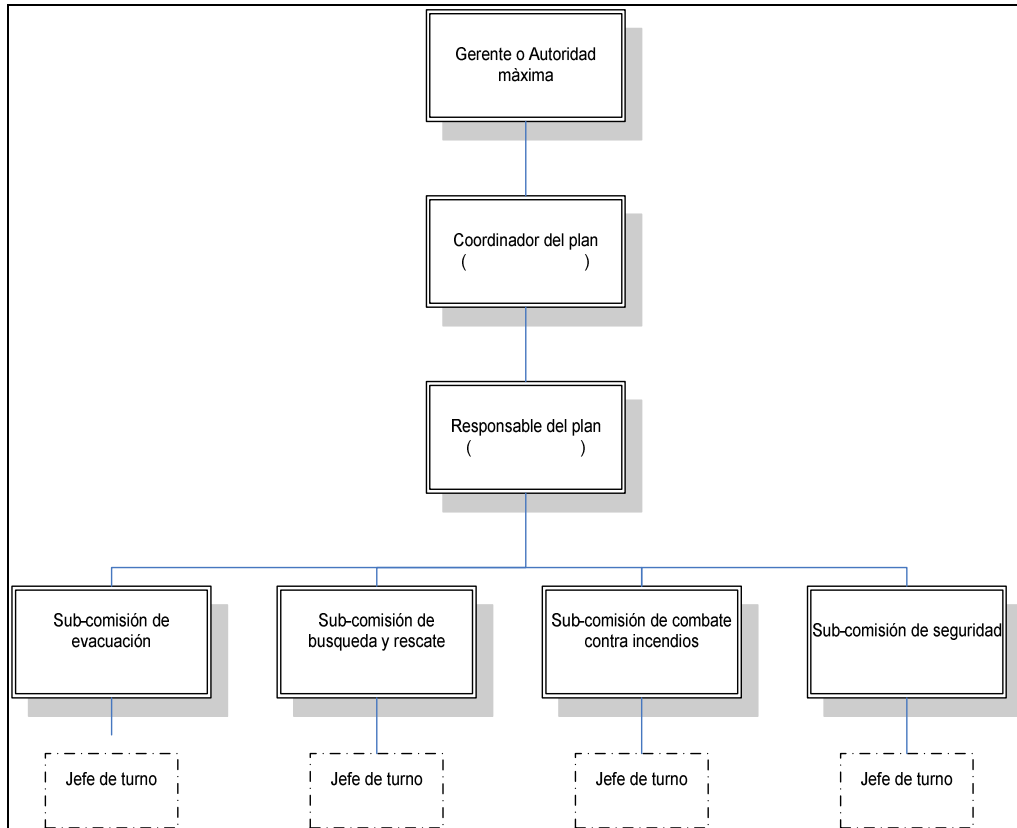 Gerente o Autoridad
màxima
Coordinador del plan
( )
Responsable del plan
( )
Sub-comisión de
evacuación
Sub-comisión de
busqueda y rescate
Sub-comisión de combate
contra incendios
Sub-comisión de seguridad
Jefe de turno
Jefe de turno
Jefe de turno
Jefe de turno